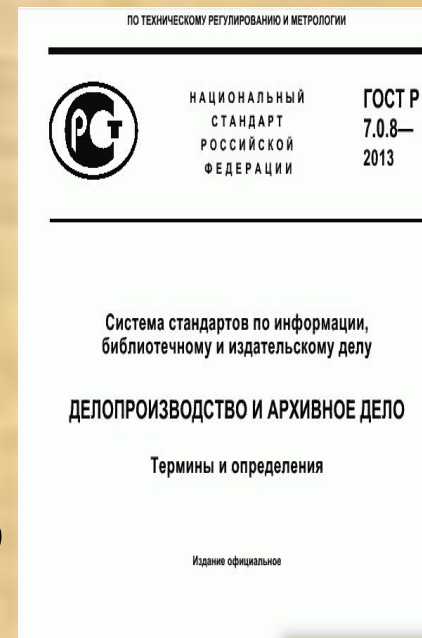 ПО ТЕХНИЧЕСКОМУ РЕГУЛИРОВАНИЮ И МЕТРОЛОГИИ
РСТ
НАЦИОНАЛЬНЫЙ
СТАНДАРТ
РОССИЙСКОЙ
ФЕДЕРАЦИИ
ГОСТ Р
7.0.8—
2013
Система стандартов по информации,
библиотечному и издательскому делу
ДЕЛОПРОИЗВОДСТВО И АРХИВНОЕ ДЕЛО
Термины и определения
)
Издание официальное